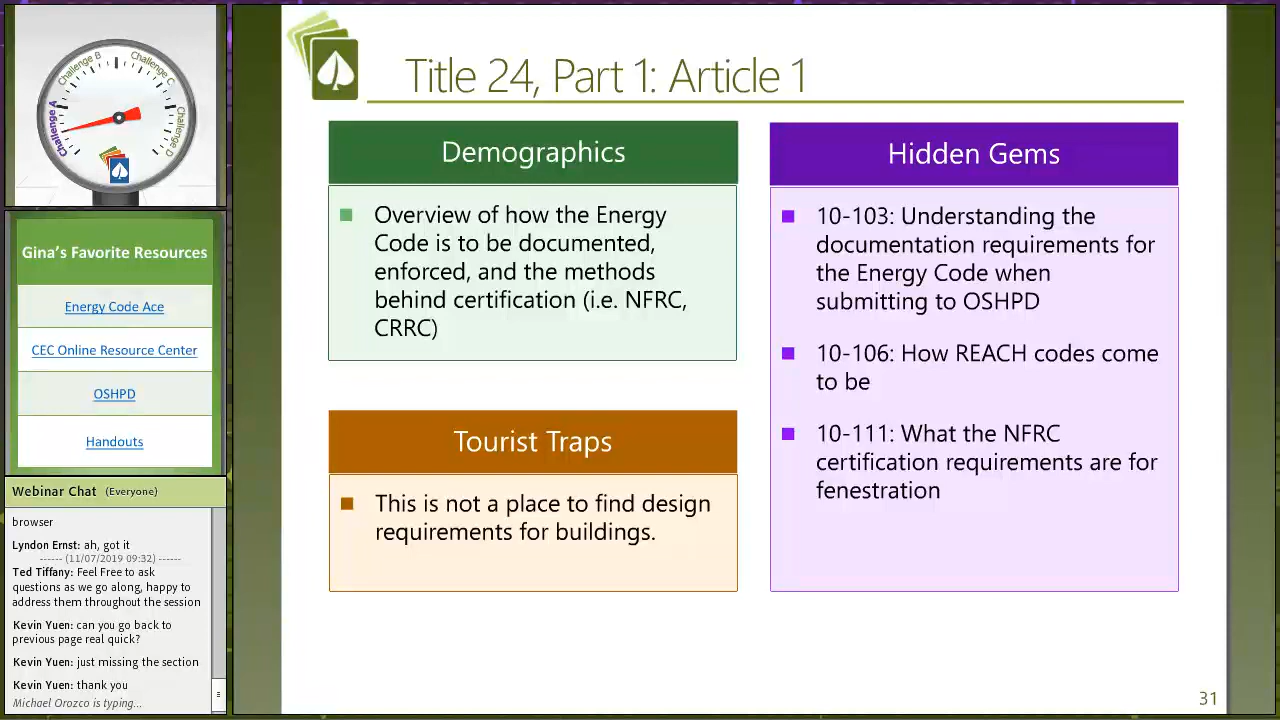 Challenge A
Challenge B
Challenge C
Challenge D
Gina's Favorite Resources
Energy Code Ace
CEC Online Resource Center
OSHPD
Handouts
Webinar Chat (Everyone)
browser
Lyndon Ernst: ah, got it
------ (11/07/2019 09:32) ------
Ted Tiffany: Feel Free to ask
questions as we go along, happy to
address them throughout the session
Kevin Yuen: can you go back to
previous page real quick?
Kevin Yuen: just missing the section
Kevin Yuen: thank you
Michael Orozco is typing...
Title 24, Part 1: Article 1
Demographics
Overview of how the Energy
Code is to be documented,
enforced, and the methods
behind certification (i.e. NFRC,
CRRC)
Tourist Traps
This is not a place to find design
requirements for buildings.
Hidden Gems
10-103: Understanding the
documentation requirements for
the Energy Code when
submitting to OSHPD
10-106: How REACH codes come
to be
10-111: What the NFRC
certification requirements are for
fenestration
31